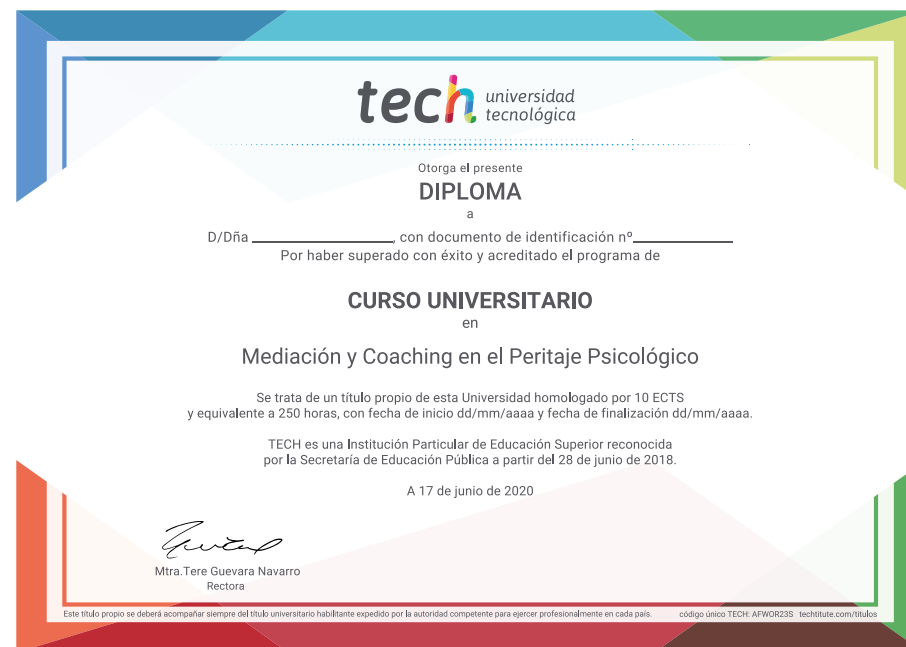 tech universidad
tecnológica
Otorga el presente
DIPLOMA
a
D/Dña ____________________, con documento de identificación nº______________
Por haber superado con éxito y acreditado el programa de
CURSO UNIVERSITARIO
en
Mediación y Coaching en el Peritaje Psicológico
Se trata de un título propio de esta Universidad homologado por 10 ECTS
y equivalente a 250 horas, con fecha de inicio dd/mm/aaaa y fecha de finalización dd/mm/aaaa.
TECH es una Institución Particular de Educación Superior reconocida
por la Secretaría de Educación Pública a partir del 28 de junio de 2018.
A 17 de junio de 2020
Mtra.Tere Guevara Navarro
Rectora
Este título propio se deberá acompañar siempre del título universitario habilitante expedido por la autoridad competente para ejercer profesionalmente en cada país. código único TECH: AFWOR23S techtitute.com/títulos